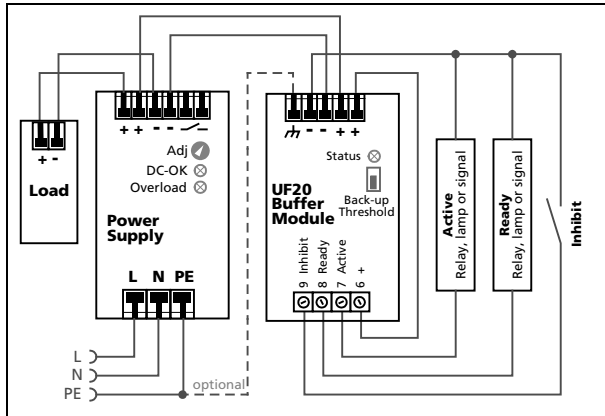 + -
Load
+ + - -
Adj
DC-OK
Overload
Power
Supply
L N PE
L
N
PE
optional
- - + +
Status
UF20
Buffer
Module
Back-up
Threshold
9 Inhibit
8 Ready
7 Active
6 +
Active
Relay, lamp or signal
Ready
Relay, lamp or signal
Inhibit